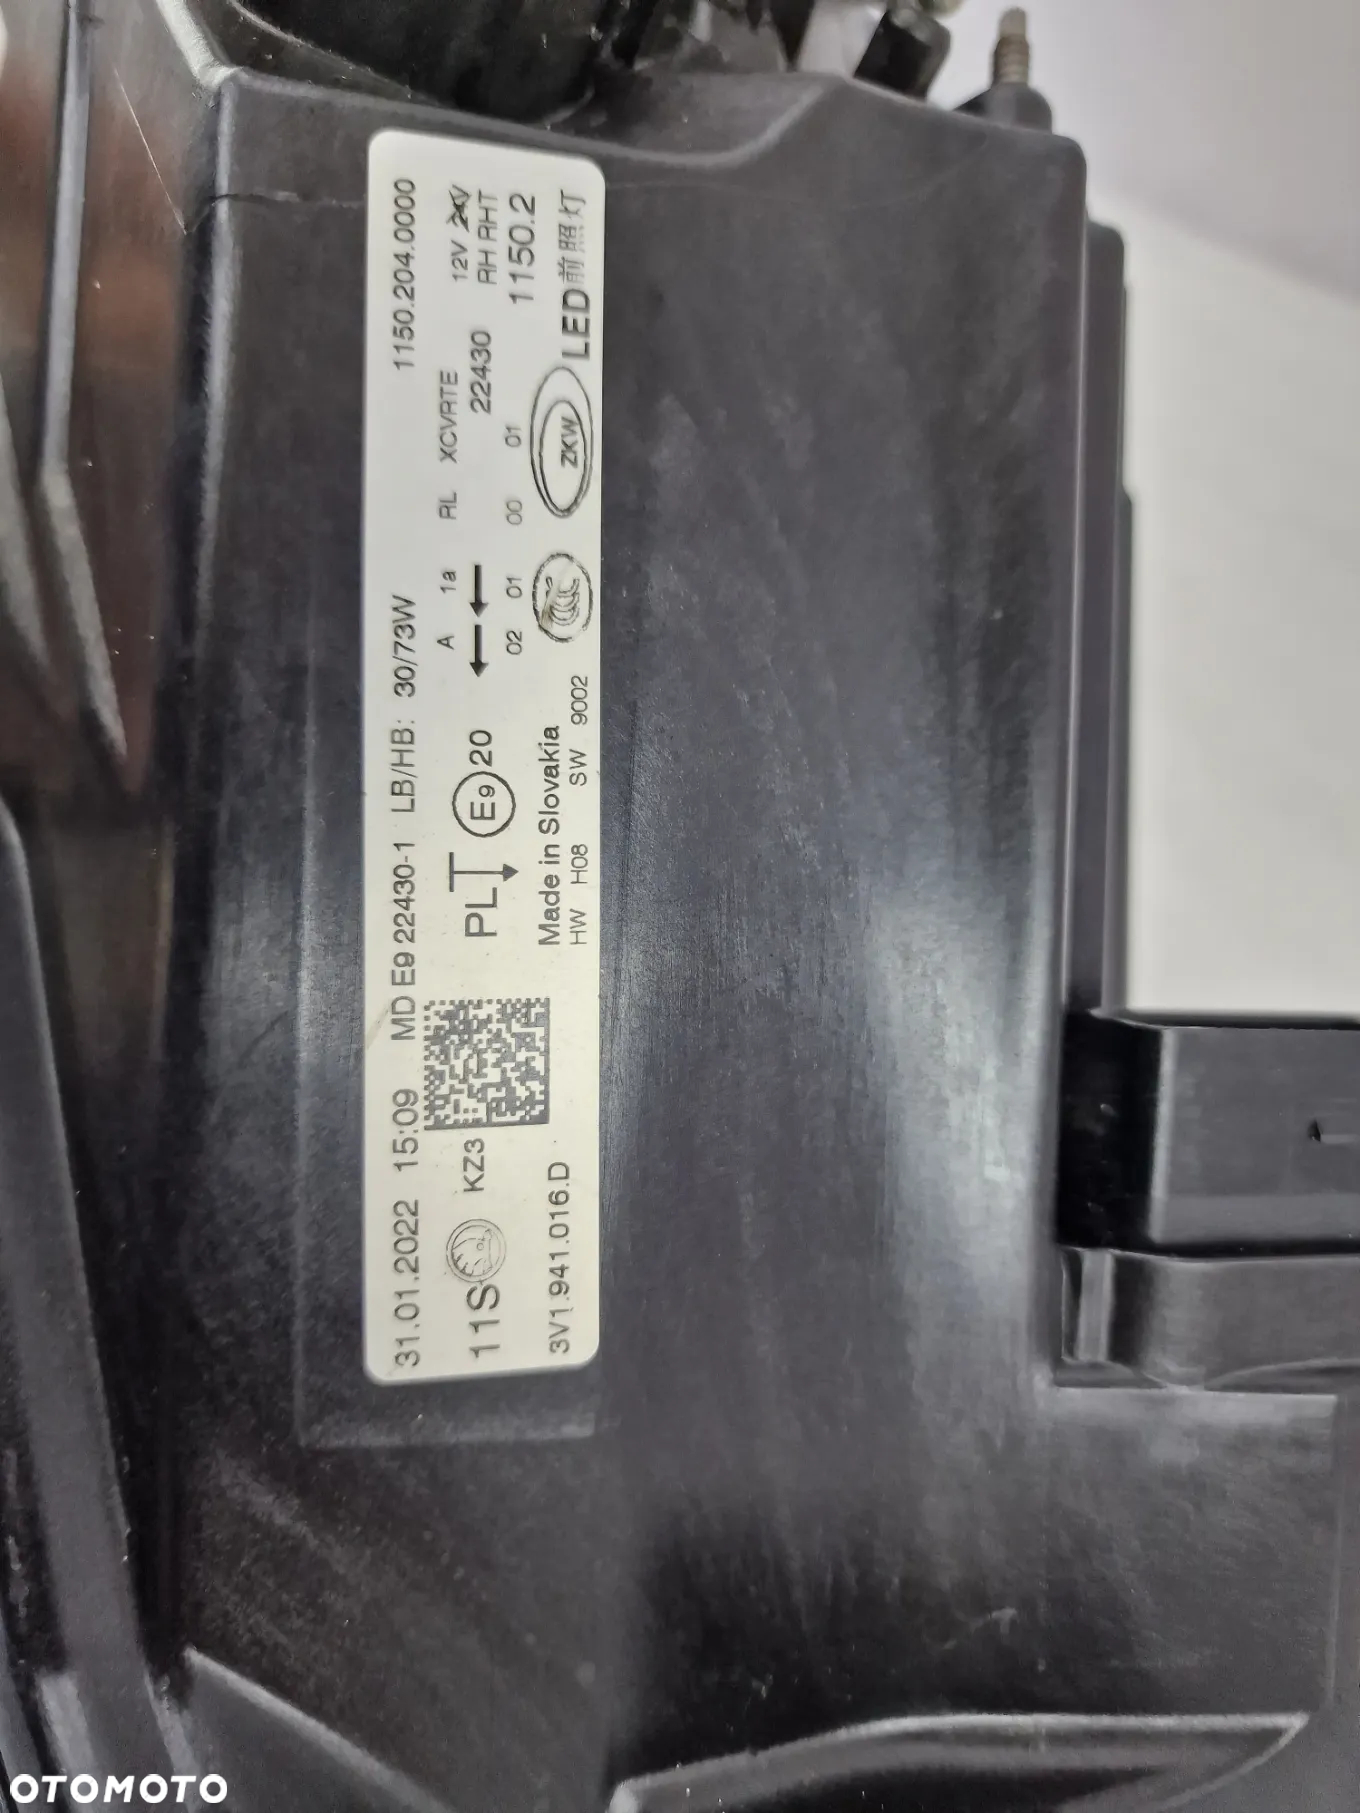 31.01.2022 15:09 MD E9 22430-1 LB/HB: 30/73W 1150.204.0000
11S KZ3 PL E9 20 A 1a RL XCVRTE 12V 24V
22430 RH RHT
02 01 00 01 1150.2
3V1.941.016.D Made in Slovakia ZKW LED前照灯
HW H08 SW 9002
OTOMOTO